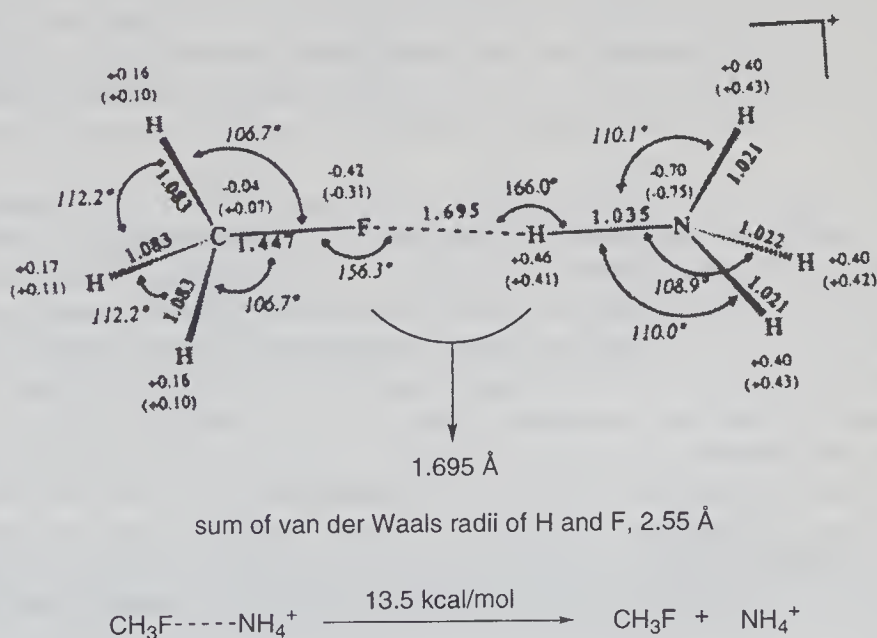 +
+0.16
(+0.10)
H
106.7°
112.2°
1.083
-0.04
(+0.07)
-0.42
(-0.31)
+0.40
(+0.43)
H
110.1°
1.021
-0.70
(-0.75)
166.0°
C
1.447
F
1.695
H
1.035
N
1.022
H
+0.40
(+0.42)
+0.17
(+0.11)
H
1.083
112.2°
1.083
106.7°
156.3°
+0.46
(+0.41)
108.9°
110.0°
1.021
H
+0.16
(+0.10)
H
+0.40
(+0.43)
1.695 Å
sum of van der Waals radii of H and F, 2.55 Å
13.5 kcal/mol
CH₃F-----NH₄⁺ → CH₃F + NH₄⁺